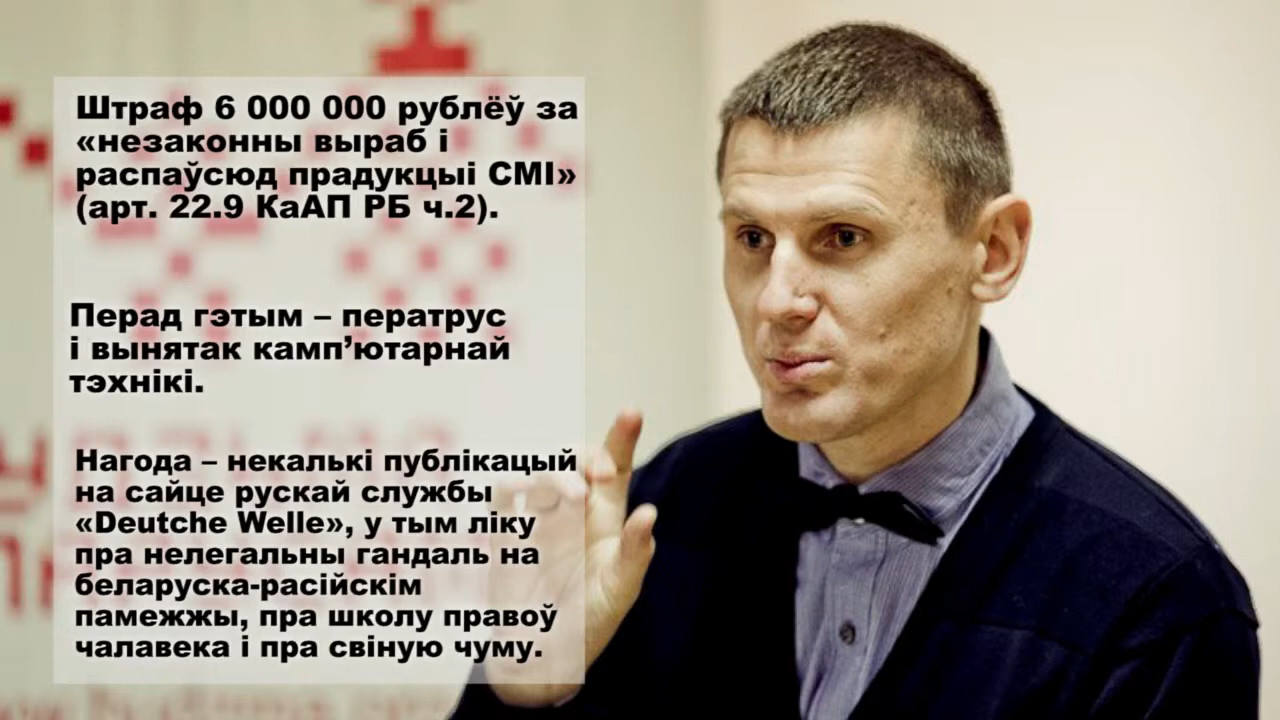 Штраф 6 000 000 рублёў за
«незаконны выраб і
распаўсюд прадукцыі СМІ»
(арт. 22.9 КаАП РБ ч.2).
Перад гэтым – ператрус
і вынятак камп’ютарнай
тэхнікі.
Нагода – некалькі публікацый
на сайце рускай службы
«Deutche Welle», у тым ліку
пра нелегальны гандаль на
беларуска-расійскім
памежжы, пра школу правоў
чалавека і пра свіную чуму.